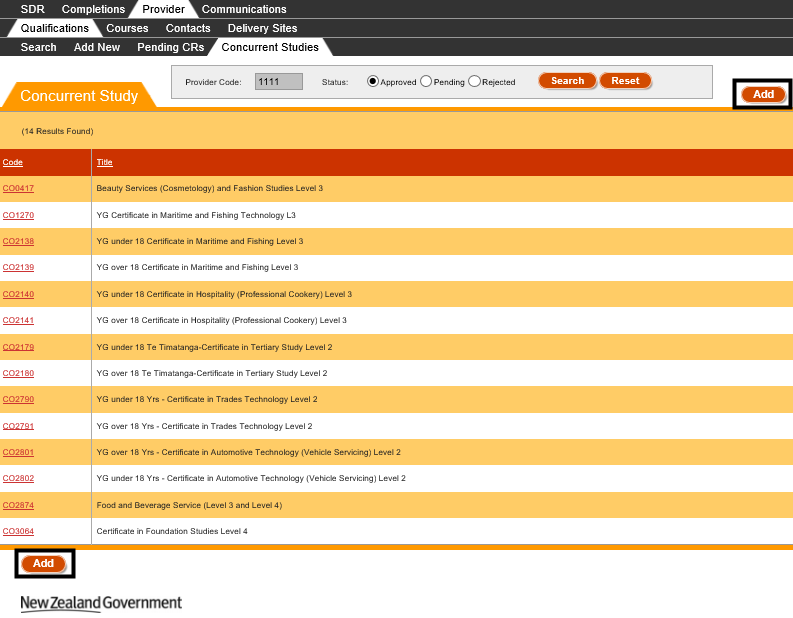 SDR Completions Provider Communications
Qualifications Courses Contacts Delivery Sites
Search Add New Pending CRs Concurrent Studies
Provider Code: 1111 Status: Approved Pending Rejected Search Reset
Concurrent Study Add
(14 Results Found)
Code Title
CO0417 Beauty Services (Cosmetology) and Fashion Studies Level 3
CO1270 YG Certificate in Maritime and Fishing Technology L3
CO2138 YG under 18 Certificate in Maritime and Fishing Level 3
CO2139 YG over 18 Certificate in Maritime and Fishing Level 3
CO2140 YG under 18 Certificate in Hospitality (Professional Cookery) Level 3
CO2141 YG over 18 Certificate in Hospitality (Professional Cookery) Level 3
CO2179 YG under 18 Te Timatanga-Certificate in Tertiary Study Level 2
CO2180 YG over 18 Te Timatanga-Certificate in Tertiary Study Level 2
CO2790 YG under 18 Yrs - Certificate in Trades Technology Level 2
CO2791 YG over 18 Yrs - Certificate in Trades Technology Level 2
CO2801 YG over 18 Yrs - Certificate in Automotive Technology (Vehicle Servicing) Level 2
CO2802 YG under 18 Yrs - Certificate in Automotive Technology (Vehicle Servicing) Level 2
CO2874 Food and Beverage Service (Level 3 and Level 4)
CO3064 Certificate in Foundation Studies Level 4
Add
New Zealand Government